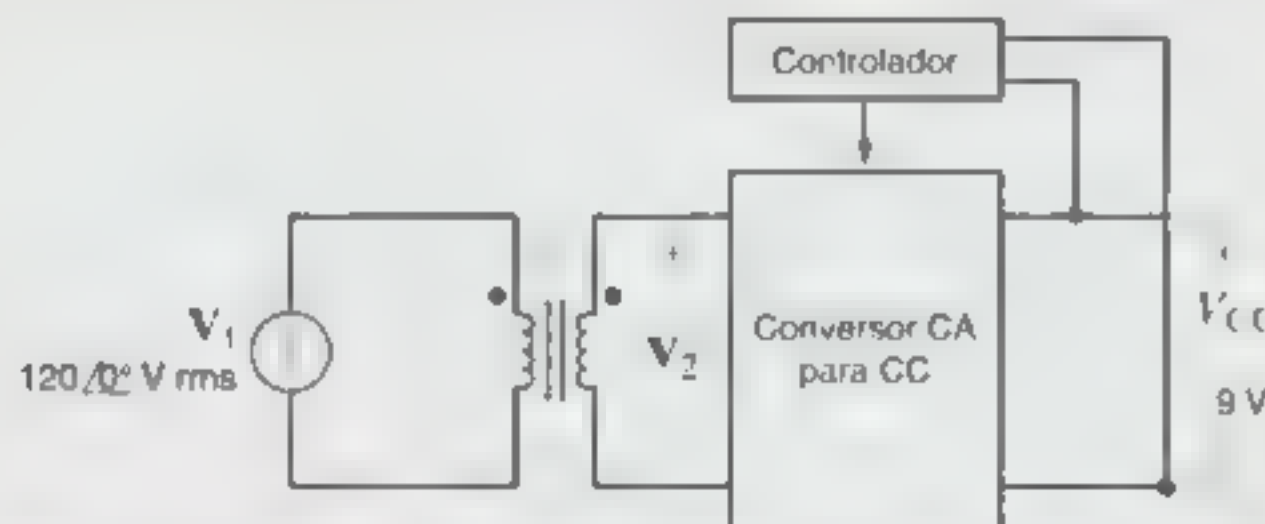 Controlador
V₁
120 /0° V rms
V₂
Conversor CA
para CC
9 V